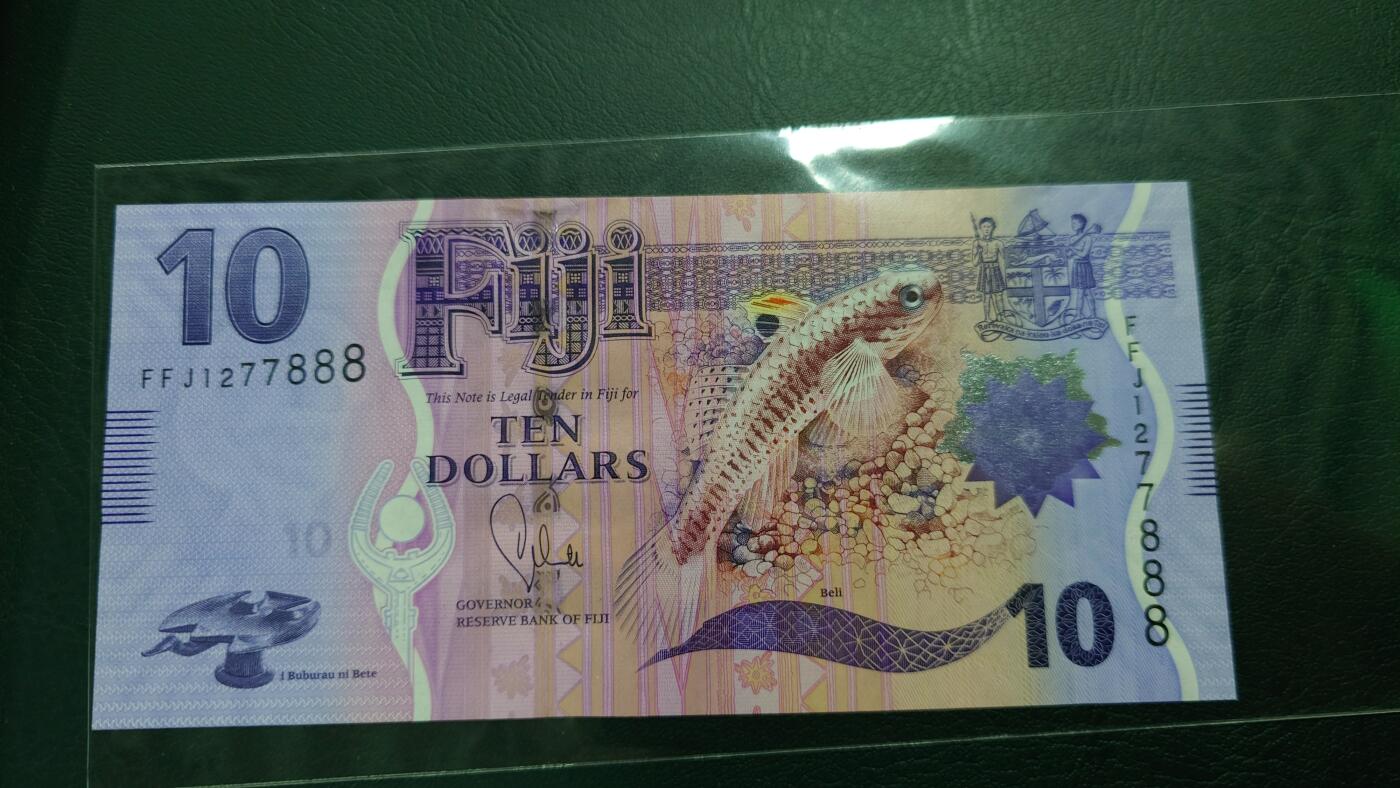 10
Fiji
FFJ1277888
This Note is Legal Tender in Fiji for
TEN
DOLLARS
10
GOVERNOR
RESERVE BANK OF FIJI
i Buburau ni Bete
Beli
10
FFJ1277888